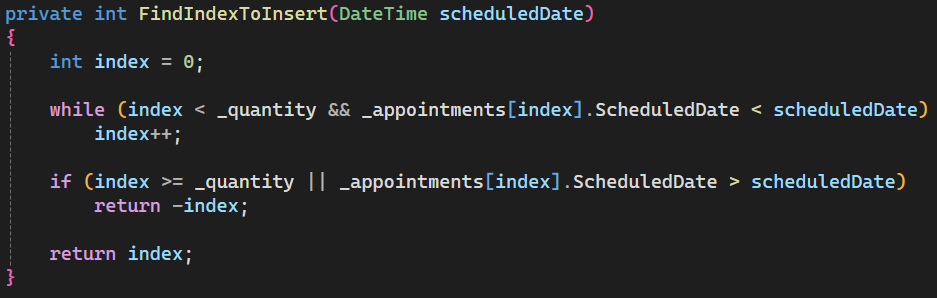 private int FindIndexToInsert(DateTime scheduledDate)
{
    int index = 0;

    while (index < _quantity && _appointments[index].ScheduledDate < scheduledDate)
        index++;

    if (index >= _quantity || _appointments[index].ScheduledDate > scheduledDate)
        return -index;

    return index;
}